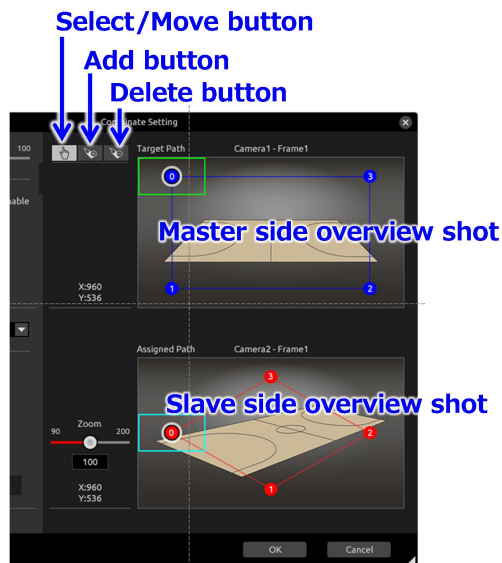 Select/Move button
Add button
Delete button
Coordinate Setting
100
Target Path
Camera1 - Frame1
0
3
Master side overview shot
1
2
X:960
Y:536
Assigned Path
Camera2 - Frame1
3
Slave side overview shot
Zoom
90
200
0
2
100
1
X:960
Y:536
OK
Cancel